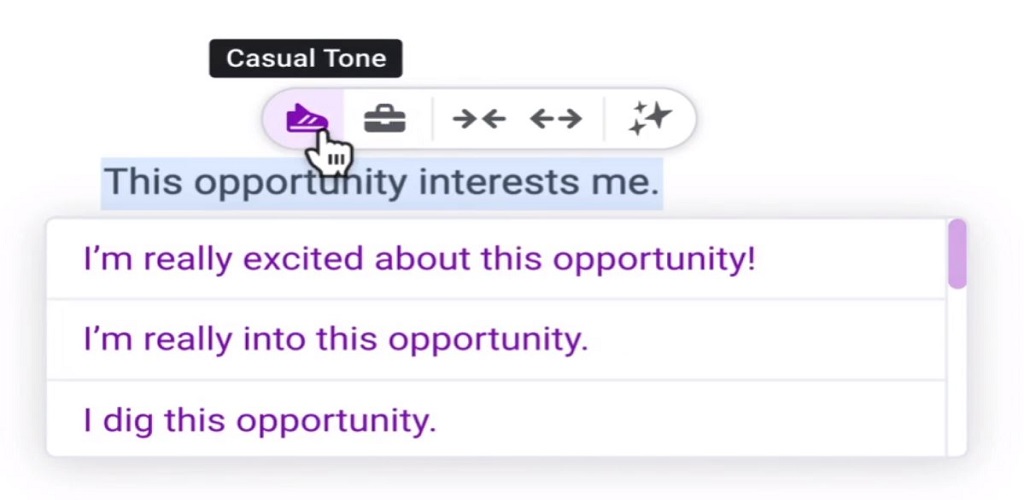 Casual Tone
This opportunity interests me.
I’m really excited about this opportunity!
I’m really into this opportunity.
I dig this opportunity.